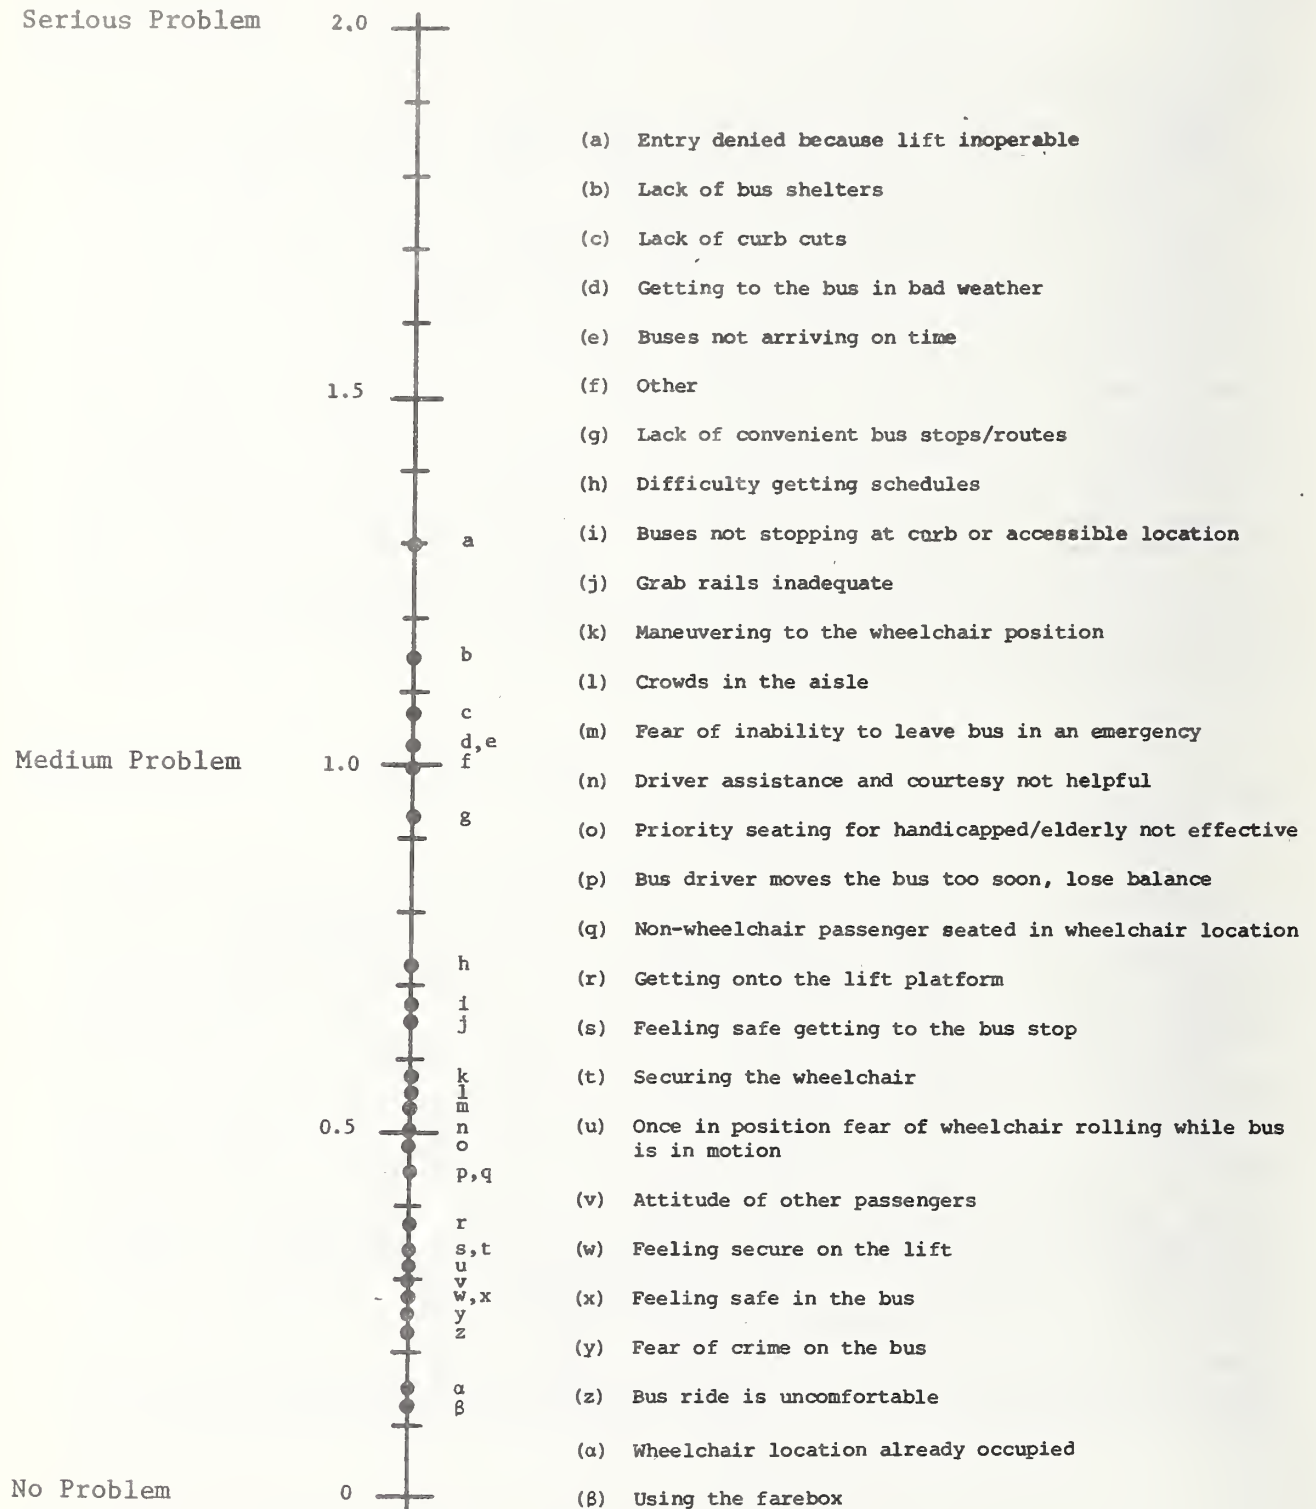 Serious Problem 2.0
(a) Entry denied because lift inoperable
(b) Lack of bus shelters
(c) Lack of curb cuts
(d) Getting to the bus in bad weather
(e) Buses not arriving on time
1.5
(f) Other
(g) Lack of convenient bus stops/routes
(h) Difficulty getting schedules
a
(i) Buses not stopping at curb or accessible location
(j) Grab rails inadequate
(k) Maneuvering to the wheelchair position
b
(l) Crowds in the aisle
c
(m) Fear of inability to leave bus in an emergency
d,e
Medium Problem 1.0 f
(n) Driver assistance and courtesy not helpful
g
(o) Priority seating for handicapped/elderly not effective
(p) Bus driver moves the bus too soon, lose balance
(q) Non-wheelchair passenger seated in wheelchair location
h
(r) Getting onto the lift platform
i
j
(s) Feeling safe getting to the bus stop
k
(t) Securing the wheelchair
l
m
0.5 n
(u) Once in position fear of wheelchair rolling while bus
is in motion
o
p,q
(v) Attitude of other passengers
r
s,t
(w) Feeling secure on the lift
u
v
w,x
(x) Feeling safe in the bus
y
z
(y) Fear of crime on the bus
α
(z) Bus ride is uncomfortable
β
(α) Wheelchair location already occupied
No Problem 0
(β) Using the farebox